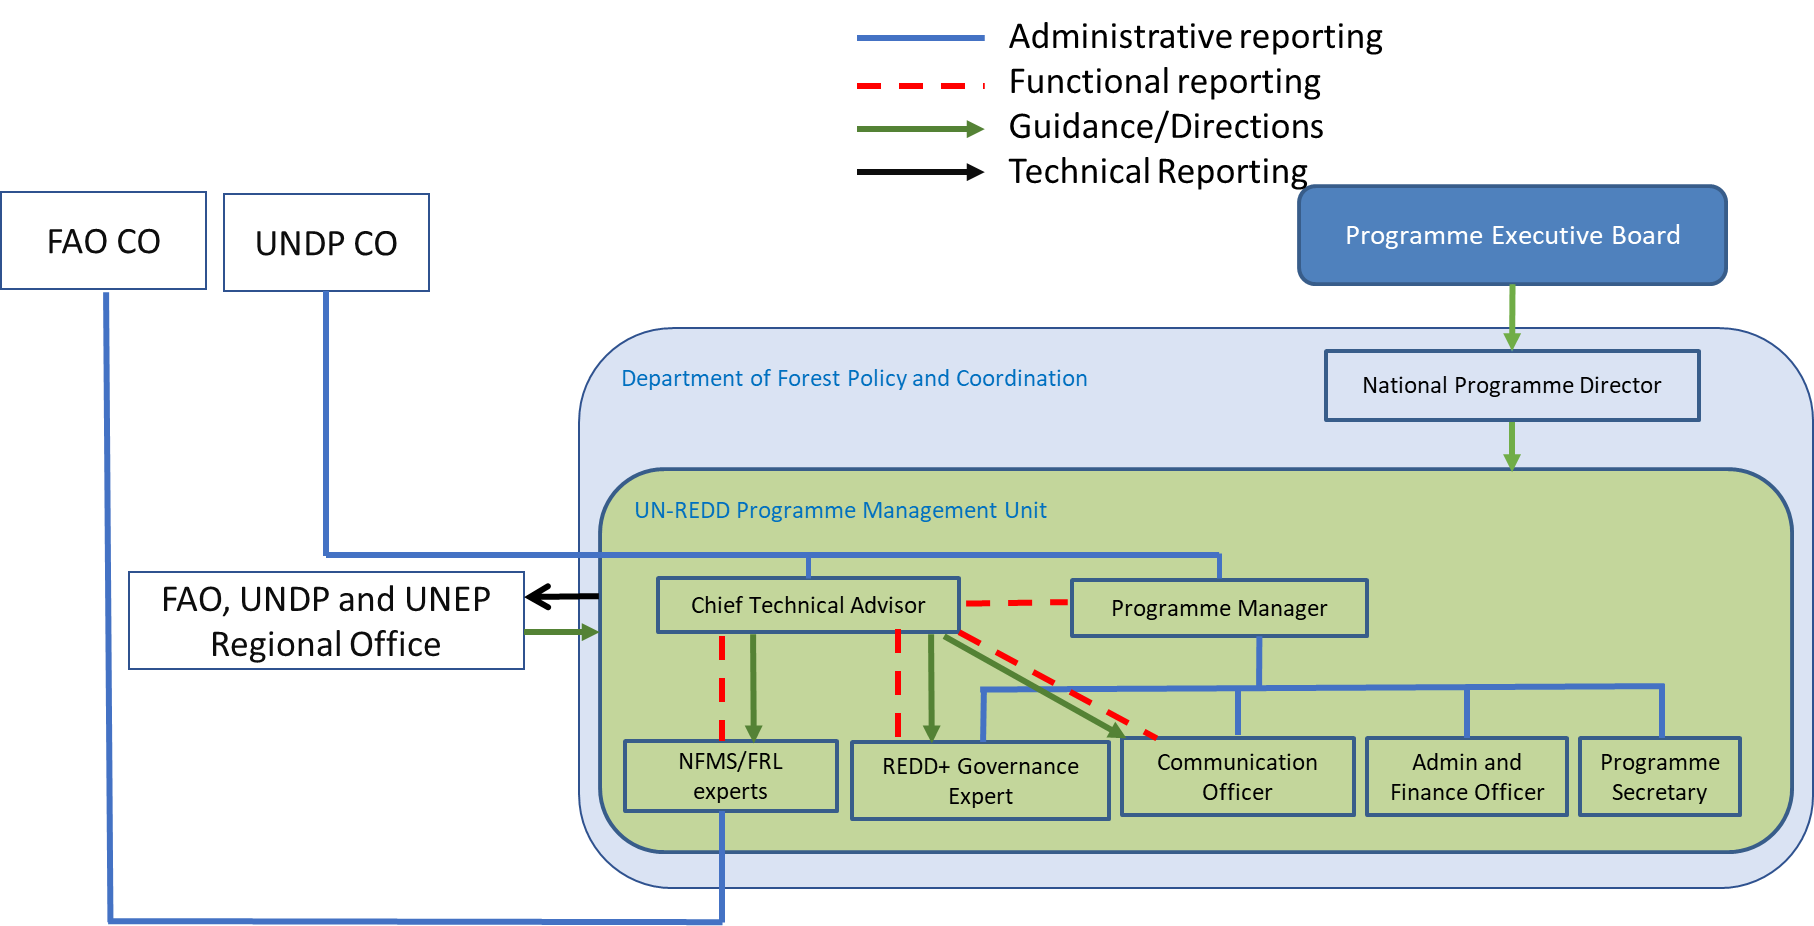 Administrative reporting
Functional reporting
Guidance/Directions
Technical Reporting
FAO CO
UNDP CO
Programme Executive Board
Department of Forest Policy and Coordination
National Programme Director
UN-REDD Programme Management Unit
FAO, UNDP and UNEP
Regional Office
Chief Technical Advisor
Programme Manager
NFMS/FRL
experts
REDD+ Governance
Expert
Communication
Officer
Admin and
Finance Officer
Programme
Secretary